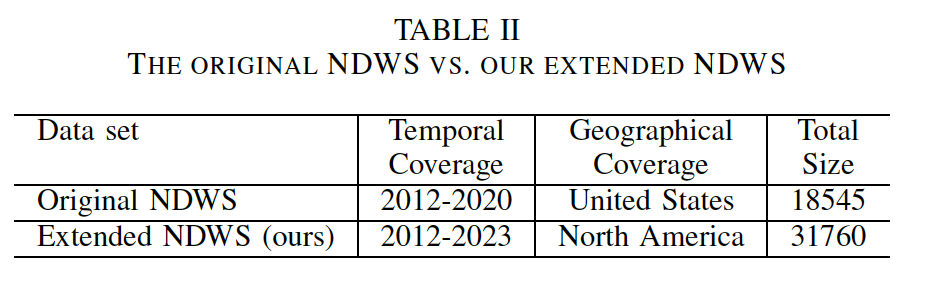 TABLE II
THE ORIGINAL NDWS VS. OUR EXTENDED NDWS
Data set Temporal Coverage Geographical Coverage Total Size
Original NDWS 2012-2020 United States 18545
Extended NDWS (ours) 2012-2023 North America 31760